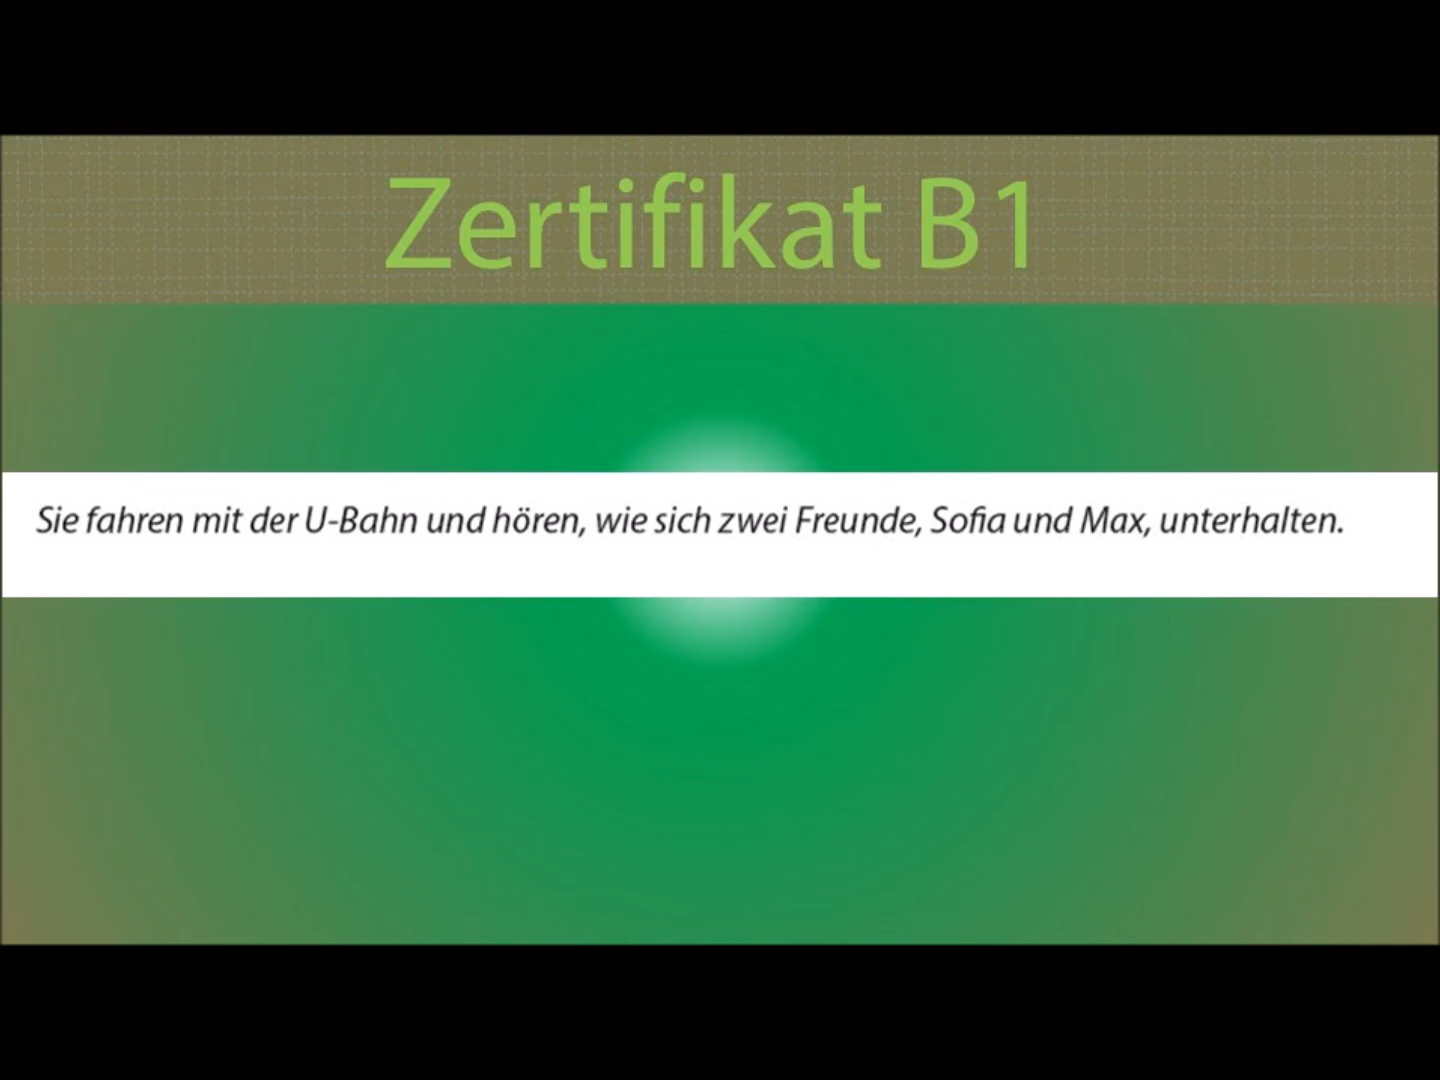 Zertifikat B1
Sie fahren mit der U-Bahn und hören, wie sich zwei Freunde, Sofia und Max, unterhalten.